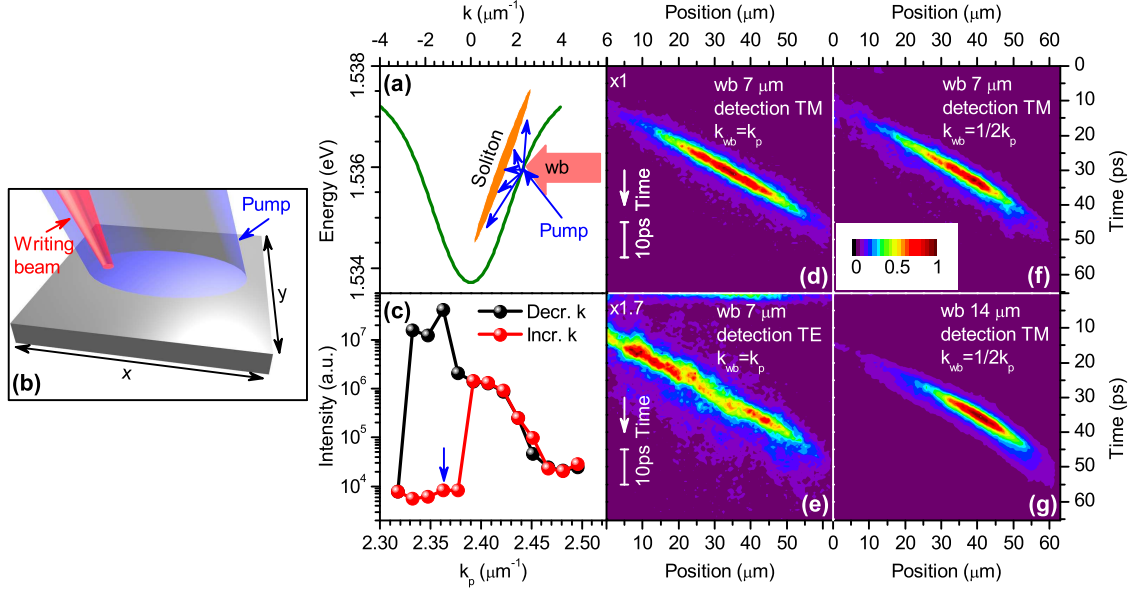 k (μm⁻¹)
-4 -2 0 2 4 6
Position (μm)
10 20 30 40 50
Position (μm)
0 10 20 30 40 50 60
(a)
1.538
1.536
1.534
Energy (eV)
Soliton
wb
Pump
x1
wb 7 μm
detection TM
k_wb=k_p
Time
10ps
(d)
wb 7 μm
detection TM
k_wb=1/2k_p
0 0.5 1
(f)
0
10
20
30
40
50
60
Time (ps)
Writing
beam
Pump
y
x
(b)
(c)
Decr. k
Incr. k
10⁷
10⁶
10⁵
10⁴
Intensity (a.u.)
2.30 2.35 2.40 2.45 2.50
k_p (μm⁻¹)
x1.7
wb 7 μm
detection TE
k_wb=k_p
Time
10ps
(e)
0 10 20 30 40 50
Position (μm)
wb 14 μm
detection TM
k_wb=1/2k_p
(g)
10
20
30
40
50
60
Time (ps)
0 10 20 30 40 50 60
Position (μm)